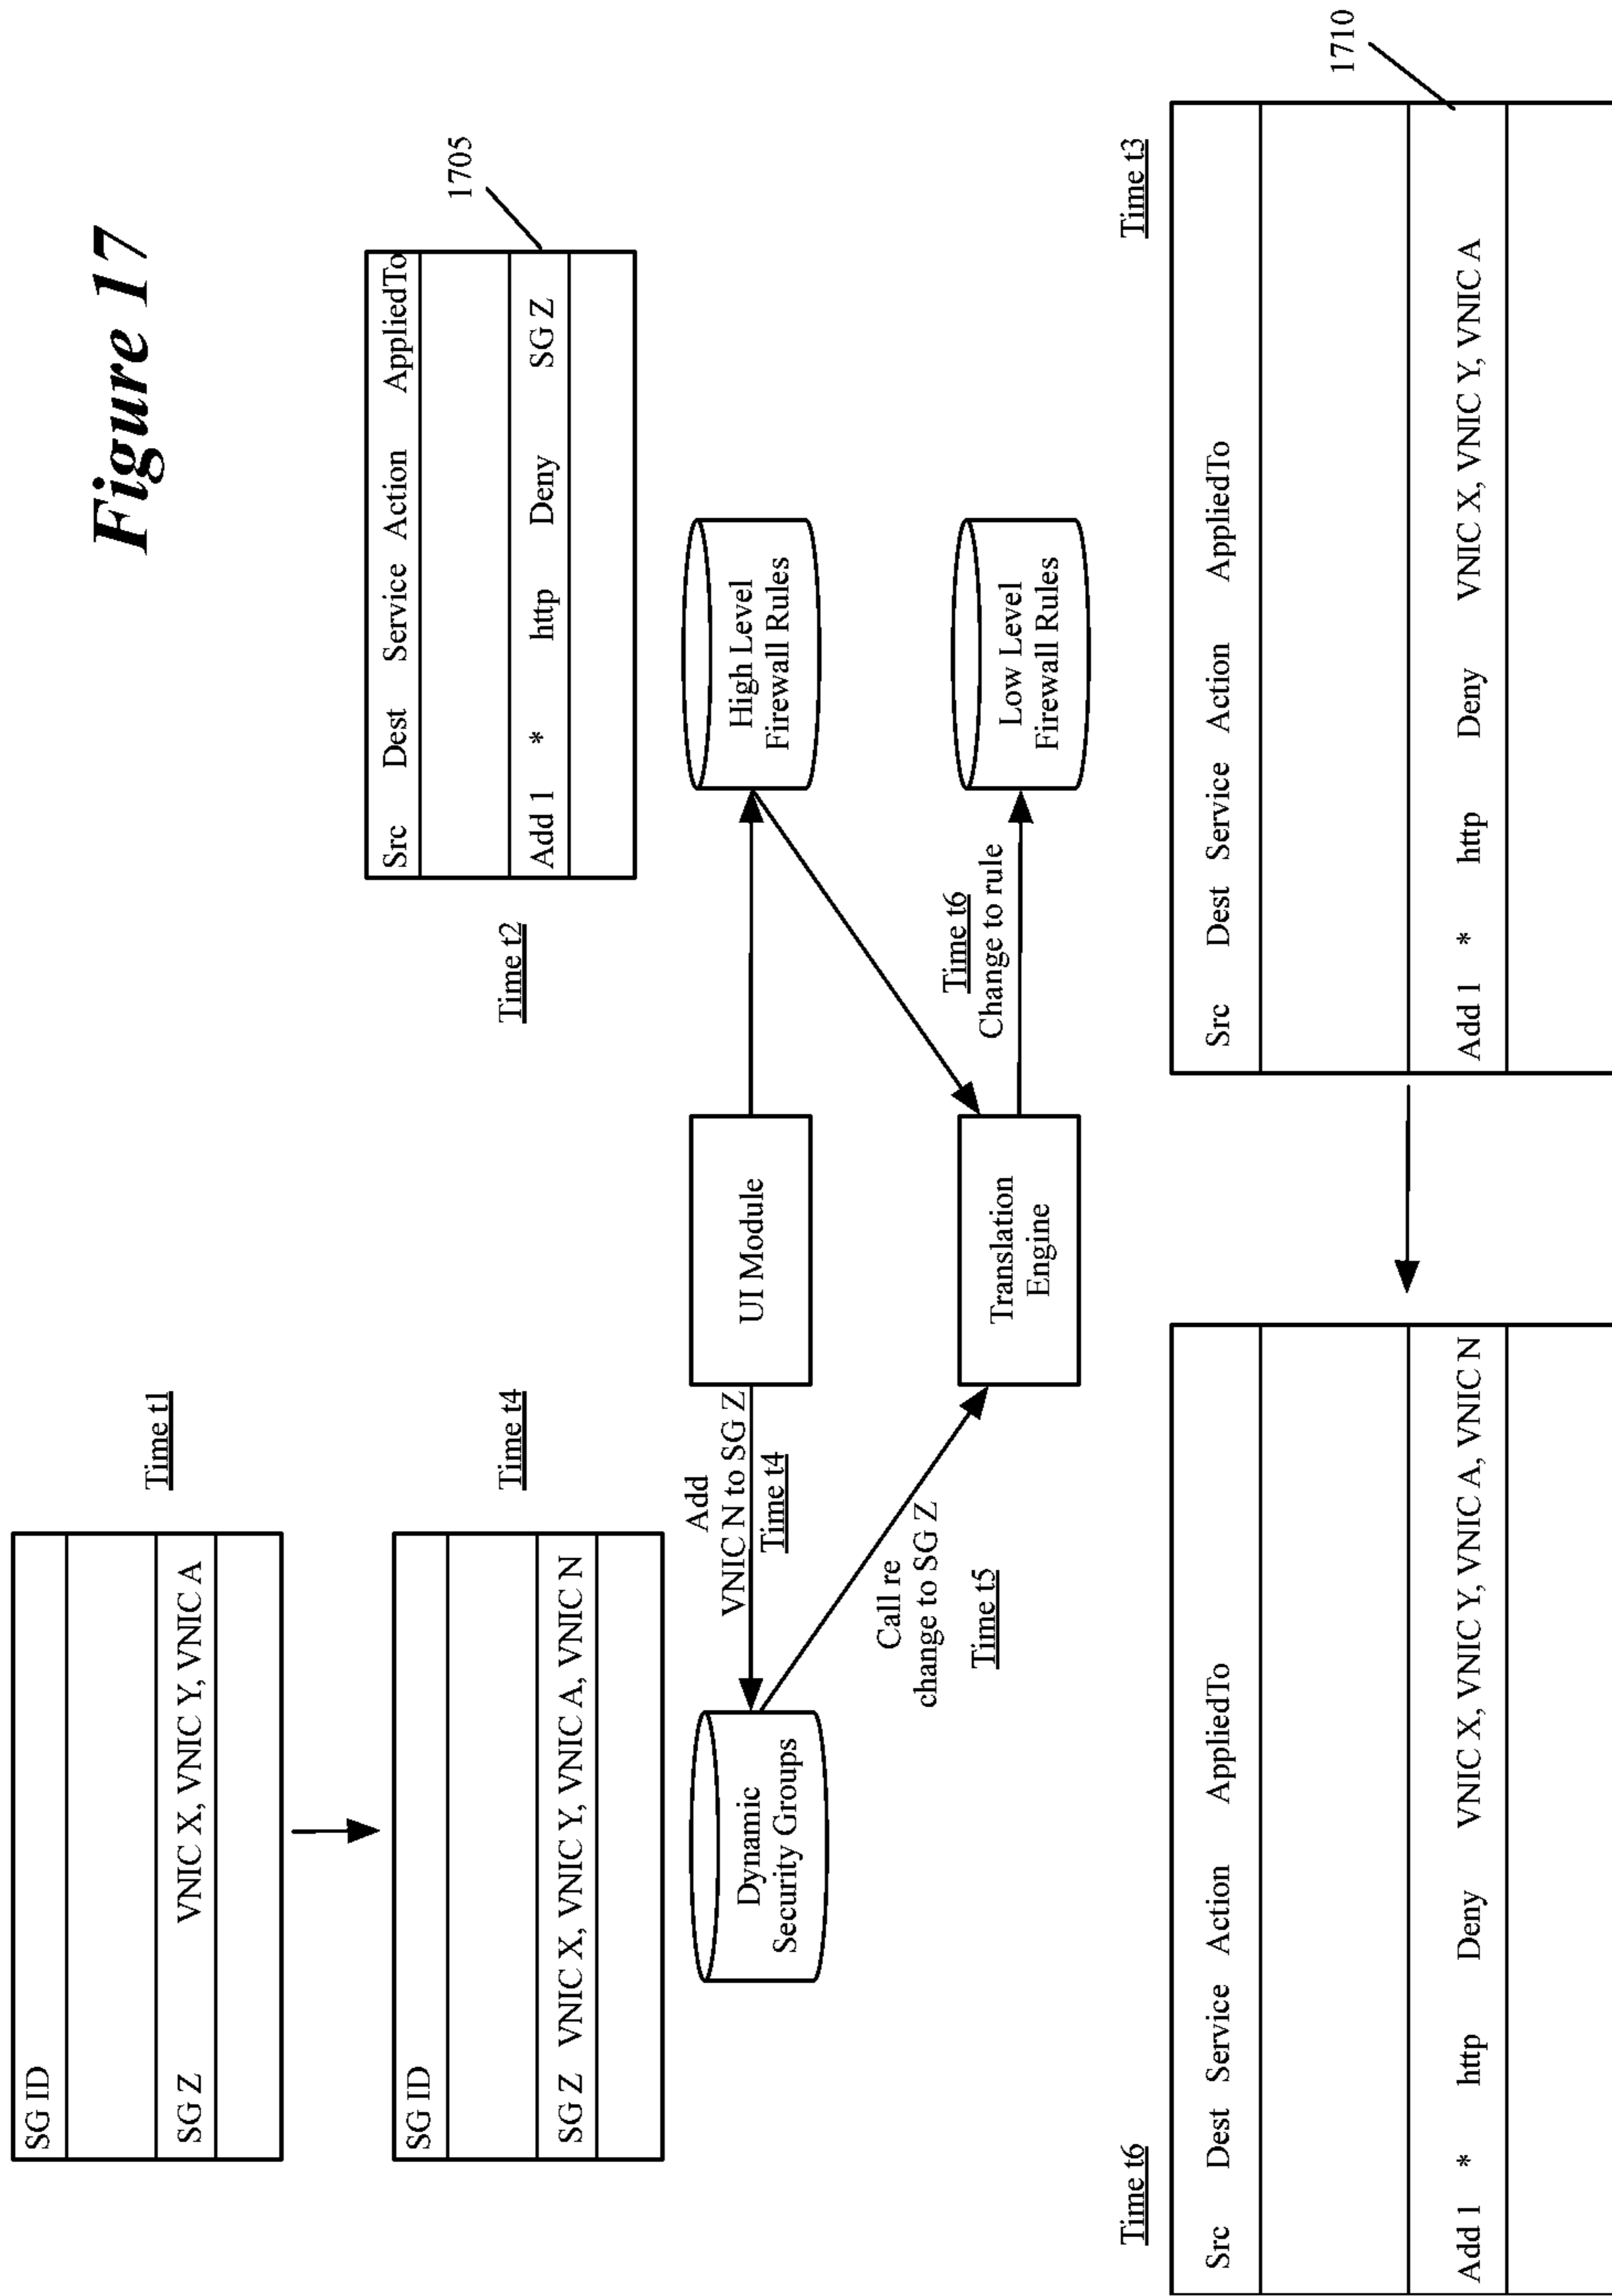 Figure 17
SG ID
SG Z VNIC X, VNIC Y, VNIC A
Time t1
SG ID
SG Z VNIC X, VNIC Y, VNIC A, VNIC N
Time t4
Time t2
Src Dest Service Action AppliedTo
Add 1 * http Deny SG Z
1705
Dynamic
Security Groups
Add
VNIC N to SG Z
Time t4
UI Module
High Level
Firewall Rules
Call re
change to SG Z
Time t5
Translation
Engine
Time t6
Change to rule
Low Level
Firewall Rules
Time t6
Src Dest Service Action AppliedTo
Add 1 * http Deny VNIC X, VNIC Y, VNIC A, VNIC N
Time t3
Src Dest Service Action AppliedTo
Add 1 * http Deny VNIC X, VNIC Y, VNIC A
1710